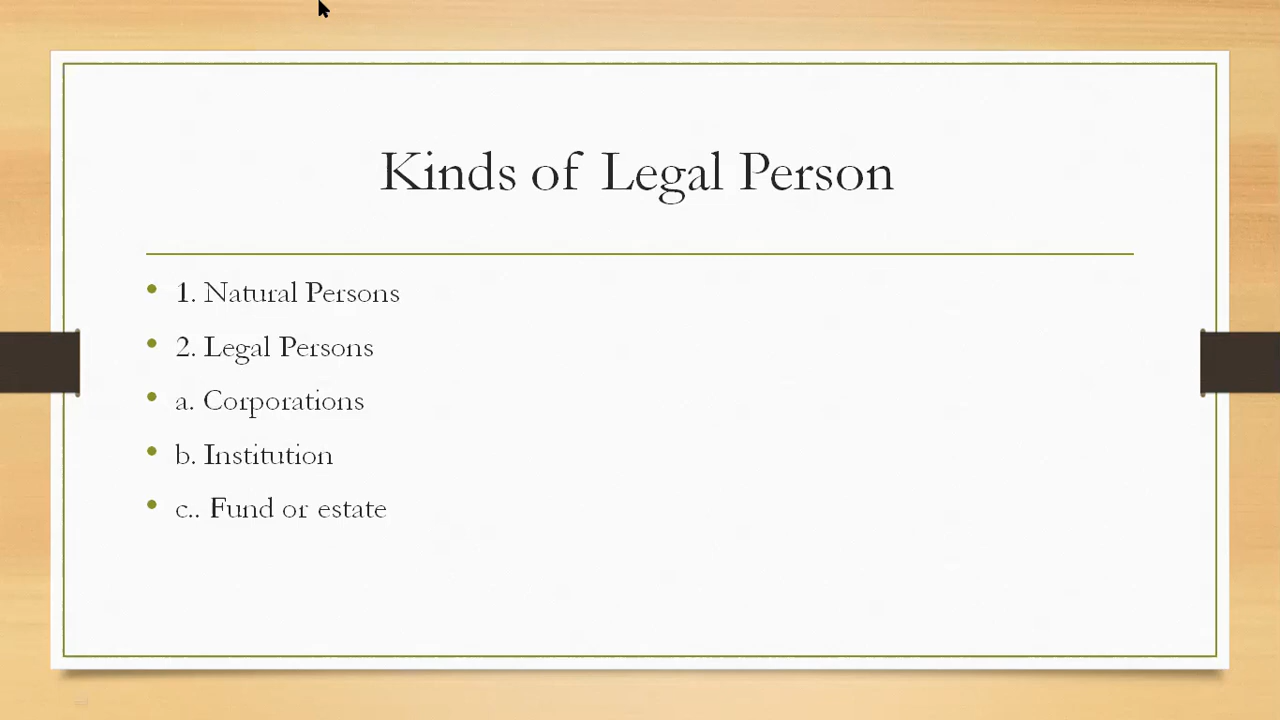 Kinds of Legal Person
• 1. Natural Persons
• 2. Legal Persons
• a. Corporations
• b. Institution
• c.. Fund or estate